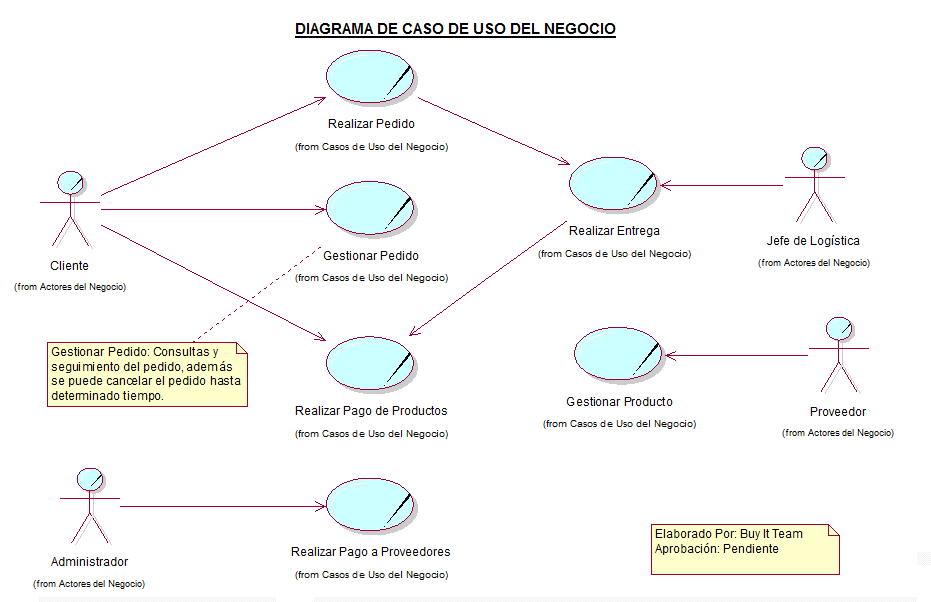 DIAGRAMA DE CASO DE USO DEL NEGOCIO
Realizar Pedido
(from Casos de Uso del Negocio)
Cliente
(from Actores del Negocio)
Gestionar Pedido
(from Casos de Uso del Negocio)
Realizar Entrega
(from Casos de Uso del Negocio)
Jefe de Logística
(from Actores del Negocio)
Gestionar Pedido: Consultas y
seguimiento del pedido, además
se puede cancelar el pedido hasta
determinado tiempo.
Realizar Pago de Productos
(from Casos de Uso del Negocio)
Gestionar Producto
(from Casos de Uso del Negocio)
Proveedor
(from Actores del Negocio)
Administrador
(from Actores del Negocio)
Realizar Pago a Proveedores
(from Casos de Uso del Negocio)
Elaborado Por: Buy It Team
Aprobación: Pendiente